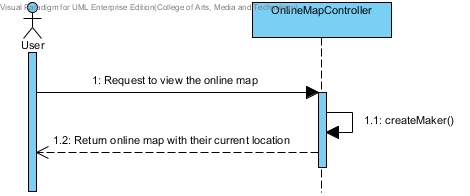 Visual Paradigm for UML Enterprise Edition(College of Arts, Media and
OnlineMapController
User
1: Request to view the online map
1.1: createMaker()
1.2: Return online map with their current location